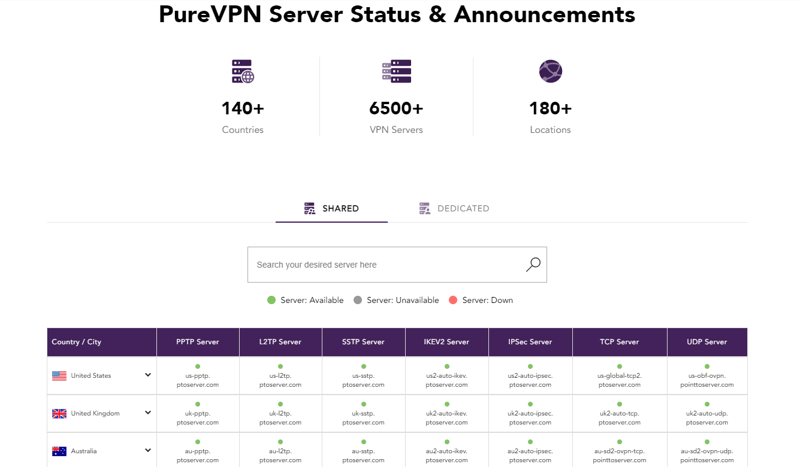 PureVPN Server Status & Announcements
140+ 6500+ 180+
Countries VPN Servers Locations
SHARED DEDICATED
Search your desired server here
Server: Available Server: Unavailable Server: Down
Country / City PPTP Server L2TP Server SSTP Server IKEV2 Server IPSec Server TCP Server UDP Server
us-pptp. us-l2tp. us-sstp. us2-auto-ikev. us2-auto-ipsec. us-global-tcp2. us-obf-ovpn.
United States
ptoserver.com ptoserver.com ptoserver.com ptoserver.com ptoserver.com ptoserver.com pointtoserver.com
uk-pptp. uk-l2tp. uk-sstp. uk2-auto-ikev. uk2-auto-ipsec. uk2-auto-tcp. uk2-auto-udp.
United Kingdom
ptoserver.com ptoserver.com ptoserver.com ptoserver.com ptoserver.com ptoserver.com ptoserver.com
au-pptp. au-l2tp. au-sstp. au2-auto-ikev. au2-auto-ipsec. au-sd2-ovpn-tcp. au-sd2-ovpn-udp.
Australia
ptoserver.com ptoserver.com ptoserver.com ptoserver.com ptoserver.com pointtoserver.com pointtoserver.com